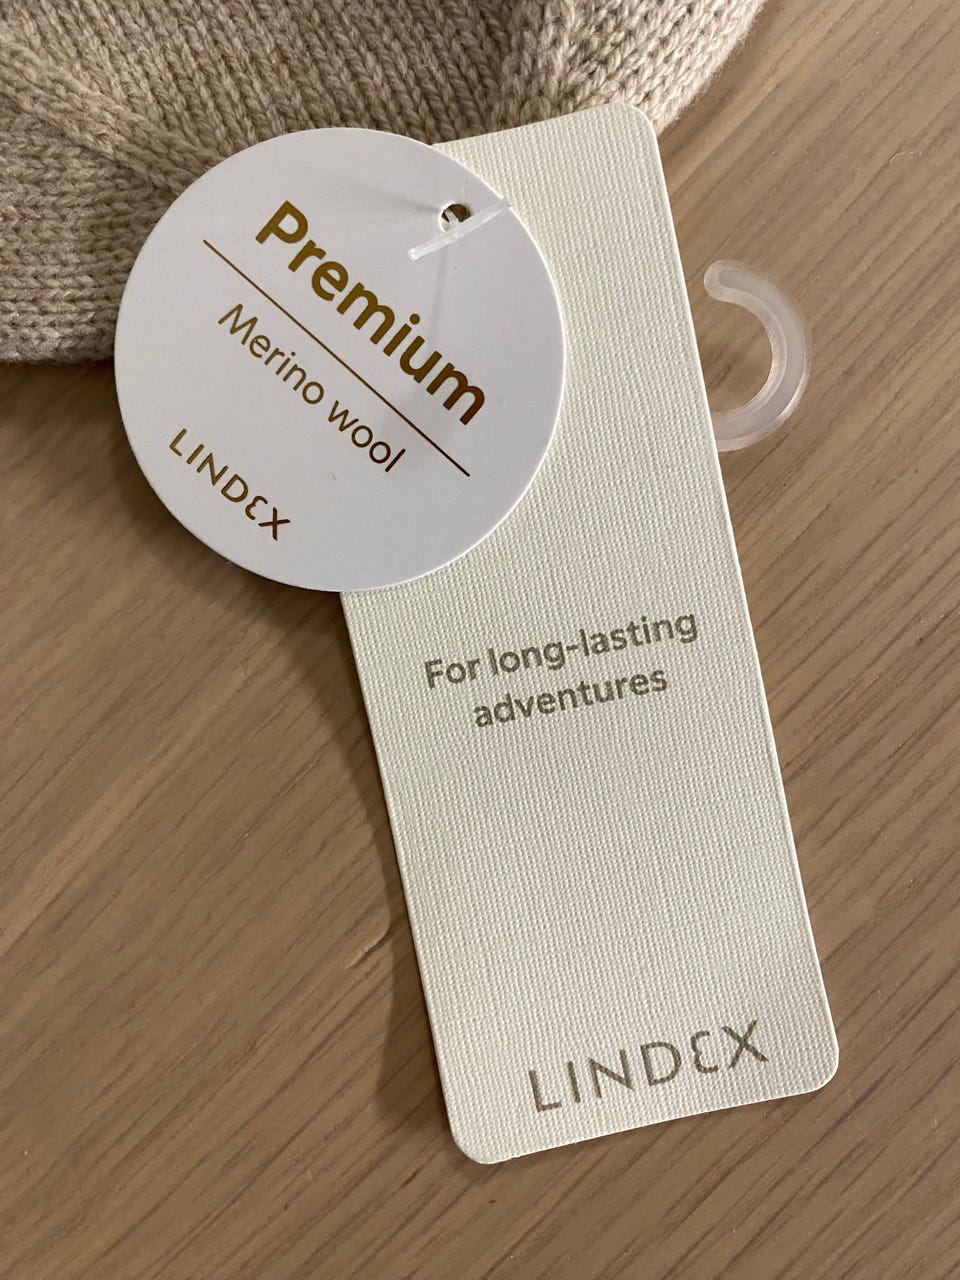 Premium
Merino wool
LINDEX
For long-lasting
adventures
LINDEX